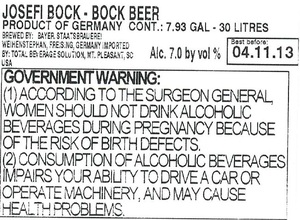 JOSEFI BOCK - BOCK BEER
PRODUCT OF GERMANY CONT.: 7.93 GAL - 30 LITRES
BREWED BY: BAYER. STAATSBRAUEREI
WEIHENSTEPHAN, FREISING, GERMANY IMPORTED
BY: TOTAL BEVERAGE SOLUTION, MT. PLEASANT, SC
USA
Alc. 7.0 by vol %
Best before:
04.11.13
GOVERNMENT WARNING:
(1) ACCORDING TO THE SURGEON GENERAL,
WOMEN SHOULD NOT DRINK ALCOHOLIC
BEVERAGES DURING PREGNANCY BECAUSE
OF THE RISK OF BIRTH DEFECTS.
(2) CONSUMPTION OF ALCOHOLIC BEVERAGES
IMPAIRS YOUR ABILITY TO DRIVE A CAR OR
OPERATE MACHINERY, AND MAY CAUSE
HEALTH PROBLEMS.